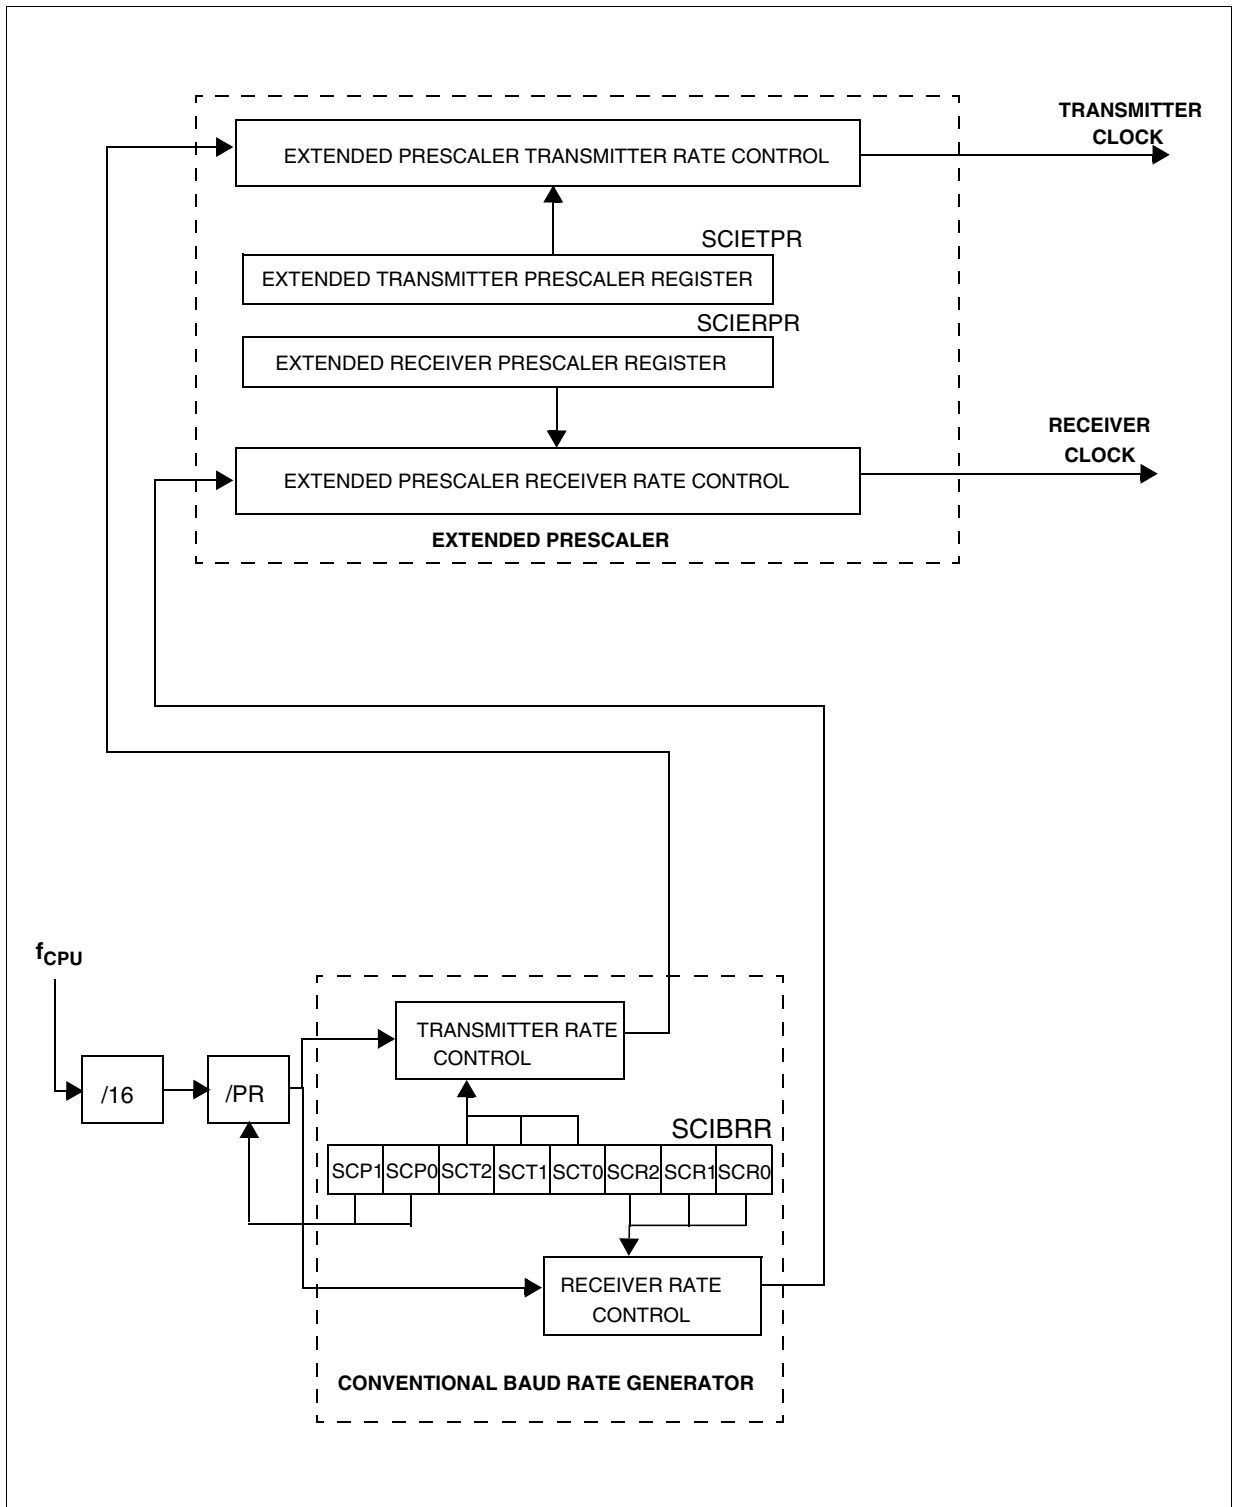 TRANSMITTER
CLOCK
EXTENDED PRESCALER TRANSMITTER RATE CONTROL
SCIETPR
EXTENDED TRANSMITTER PRESCALER REGISTER
SCIERPR
EXTENDED RECEIVER PRESCALER REGISTER
RECEIVER
CLOCK
EXTENDED PRESCALER RECEIVER RATE CONTROL
EXTENDED PRESCALER
fCPU
TRANSMITTER RATE
CONTROL
/16
/PR
SCIBRR
SCP1 SCP0 SCT2 SCT1 SCT0 SCR2 SCR1 SCR0
RECEIVER RATE
CONTROL
CONVENTIONAL BAUD RATE GENERATOR